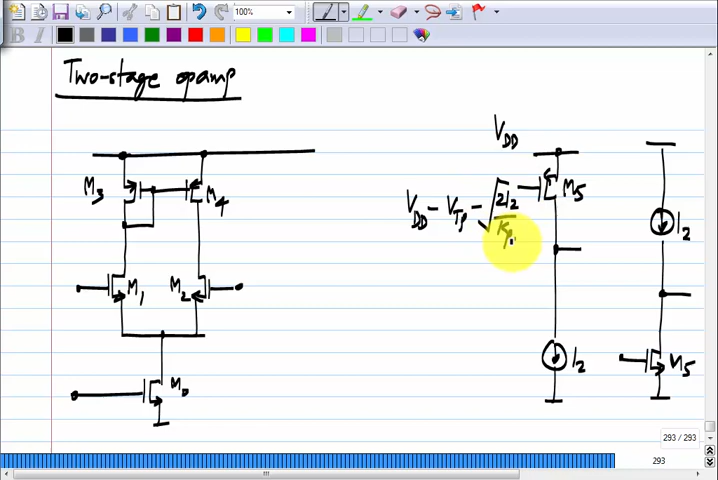 100%
B I
Two-stage opamp
V_DD
M3 M4 M5
V_DD - V_Tp - √(2I2/Kp)
I2
M1 M2
I2 M5
M0
293 / 293
293